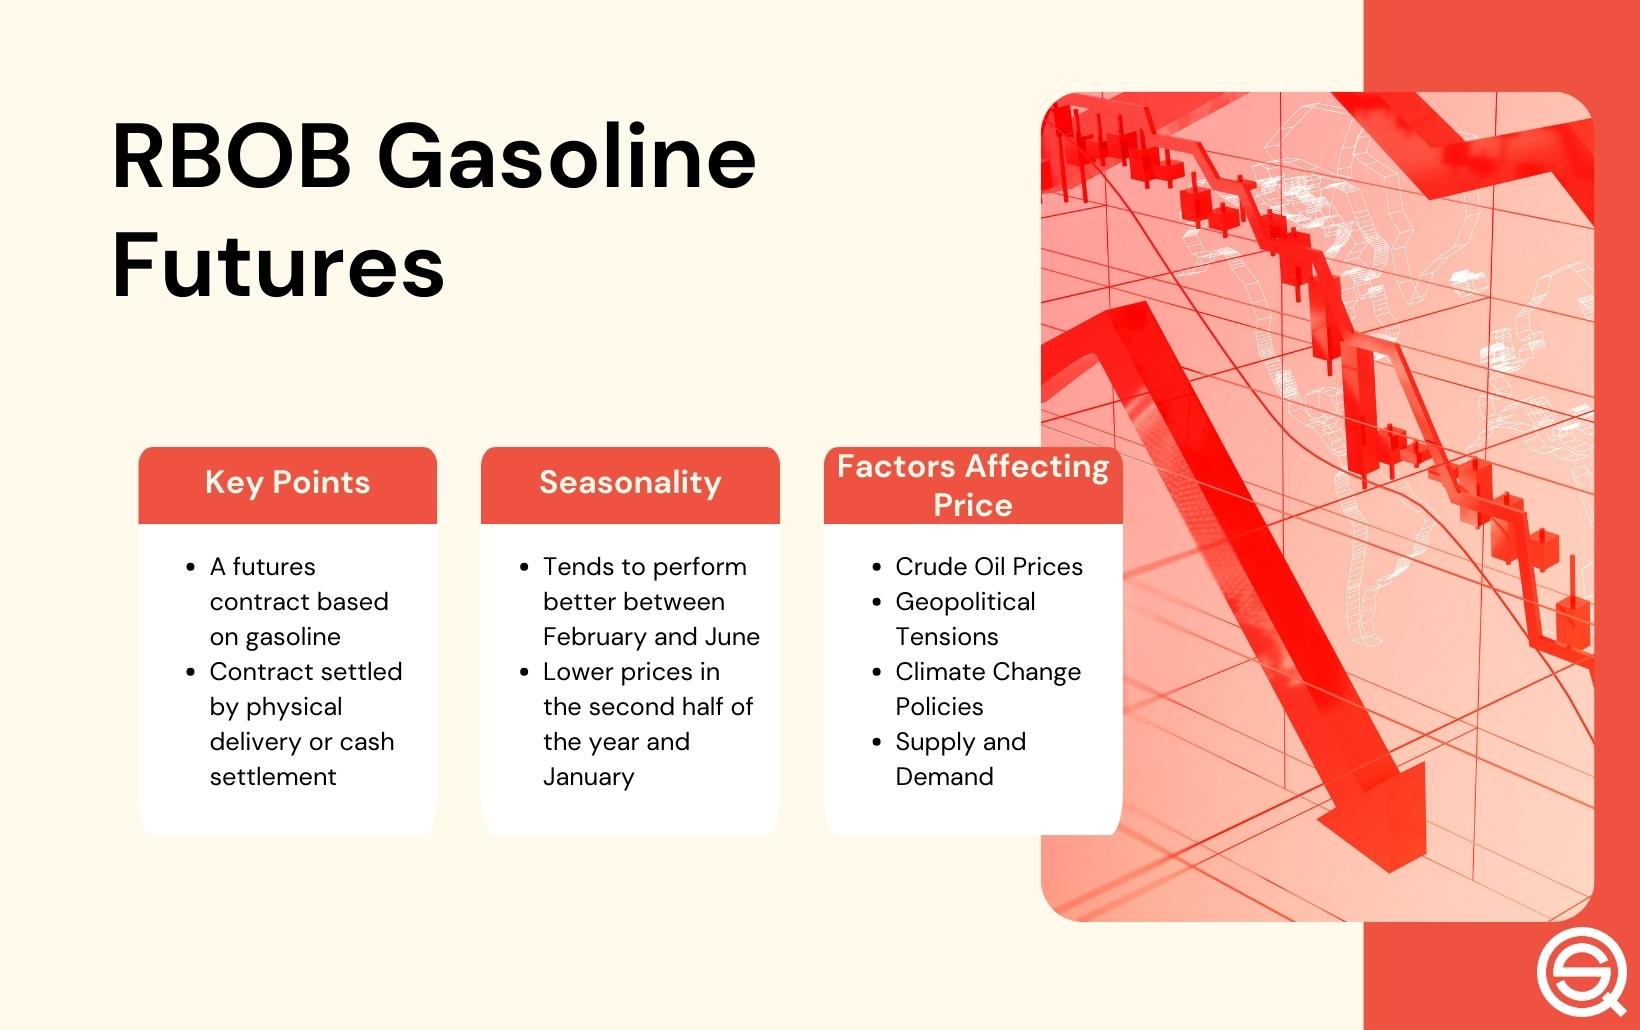 RBOB Gasoline
Futures
Key Points
• A futures
contract based
on gasoline
• Contract settled
by physical
delivery or cash
settlement
Seasonality
• Tends to perform
better between
February and June
• Lower prices in
the second half of
the year and
January
Factors Affecting
Price
• Crude Oil Prices
• Geopolitical
Tensions
• Climate Change
Policies
• Supply and
Demand